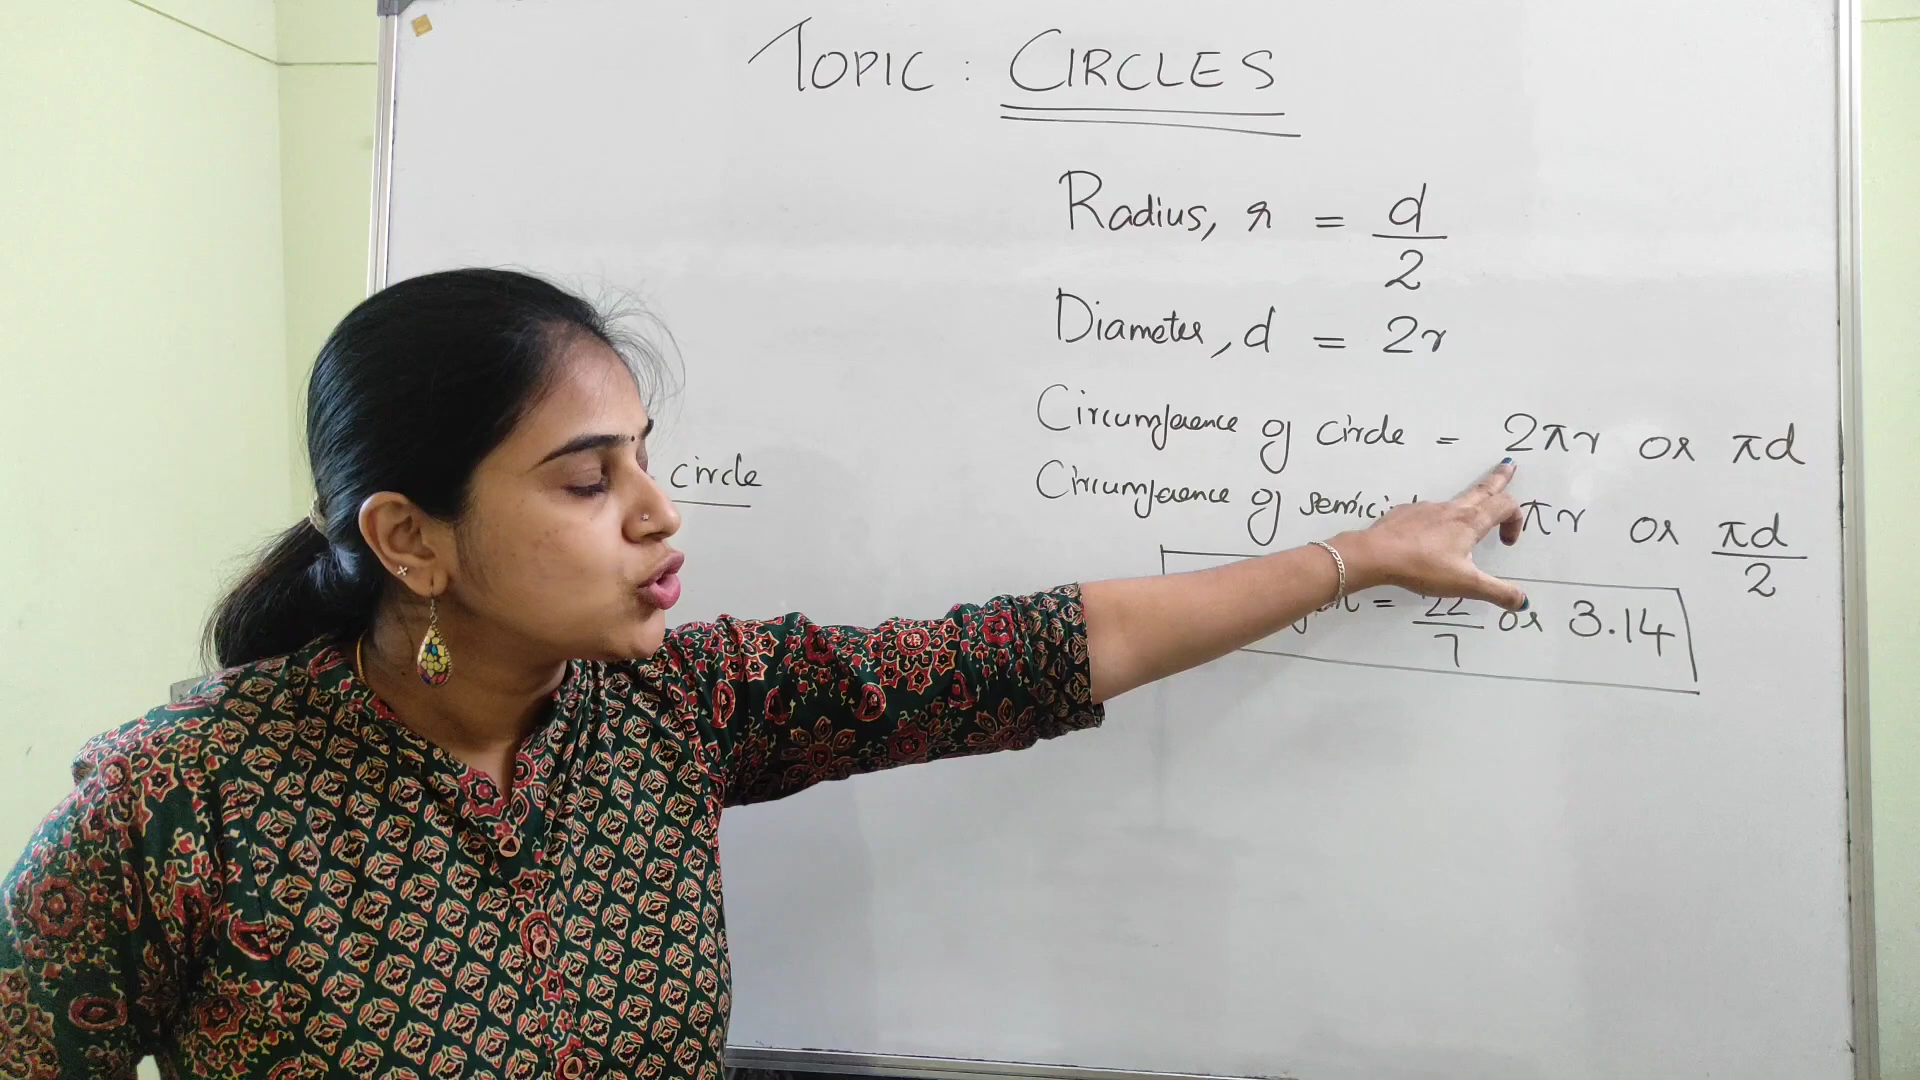 TOPIC : CIRCLES
Radius, r = d/2
Diameter, d = 2r
circle
Circumference of circle = 2πr or πd
Circumference of πr or πd/2
= 22/7 or 3.14